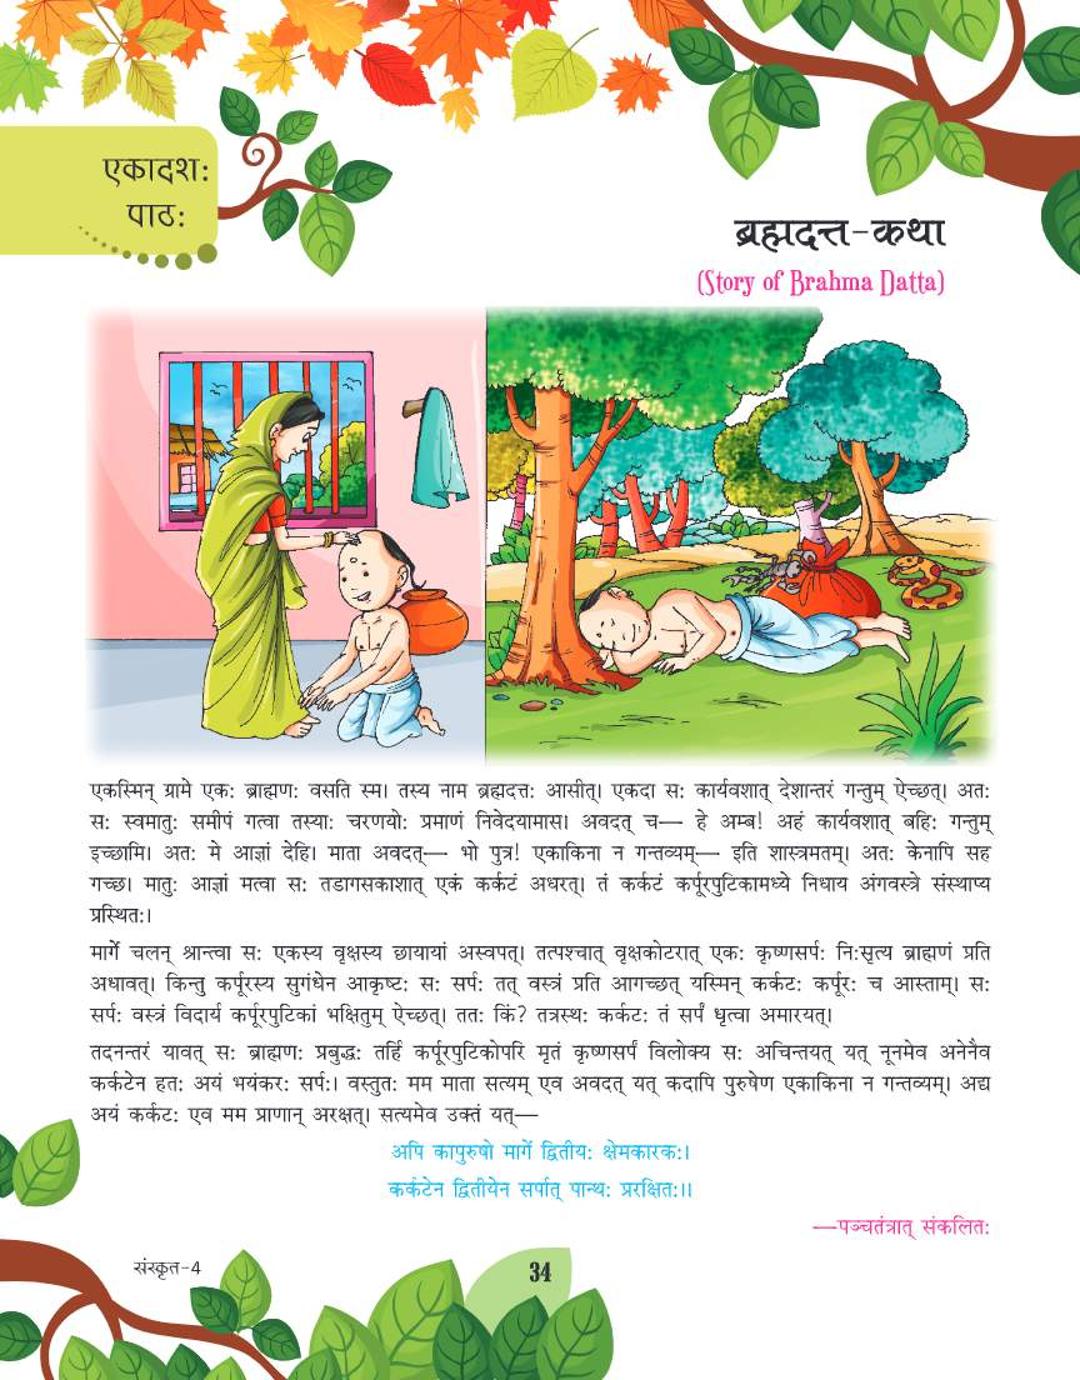 एकादश:
पाठ:
ब्रह्मदत्त-कथा
(Story of Brahma Datta)
एकस्मिन् ग्रामे एक: ब्राह्मण: वसति स्म। तस्य नाम ब्रह्मदत्त: आसीत्। एकदा स: कार्यवशात् देशान्तरं गन्तुम् ऐच्छत्। अत:
स: स्वमातु: समीपं गत्वा तस्या: चरणयो: प्रमाणं निवेदयामास। अवदत् च— हे अम्ब! अहं कार्यवशात् बहि: गन्तुम्
इच्छामि। अत: मे आज्ञां देहि। माता अवदत्— भो पुत्र! एकाकिना न गन्तव्यम्— इति शास्त्रमतम्। अत: केनापि सह
गच्छ। मातु: आज्ञां मत्वा स: तडागसकाशात् एकं कर्कटं अधरत्। तं कर्कटं कर्पूरपुटिकामध्ये निधाय अंगवस्त्रे संस्थाप्य
प्रस्थित:।
मार्गे चलन् श्रान्त्वा स: एकस्य वृक्षस्य छायायां अस्वपत्। तत्पश्चात् वृक्षकोटरात् एक: कृष्णसर्प: नि:सृत्य ब्राह्मणं प्रति
अधावत्। किन्तु कर्पूरस्य सुगंधेन आकृष्ट: स: सर्प: तत् वस्त्रं प्रति आगच्छत् यस्मिन् कर्कट: कर्पूर: च आस्ताम्। स:
सर्प: वस्त्रं विदार्य कर्पूरपुटिकां भक्षितुम् ऐच्छत्। तत: किं? तत्रस्थ: कर्कट: तं सर्पं धृत्वा अमारयत्।
तदनन्तरं यावत् स: ब्राह्मण: प्रबुद्ध: तर्हि कर्पूरपुटिकोपरि मृतं कृष्णसर्पं विलोक्य स: अचिन्तयत् यत् नूनमेव अनेनैव
कर्कटेन हत: अयं भयंकर: सर्प:। वस्तुत: मम माता सत्यम् एव अवदत् यत् कदापि पुरुषेण एकाकिना न गन्तव्यम्। अद्य
अयं कर्कट: एव मम प्राणान् अरक्षत्। सत्यमेव उक्तं यत्—
अपि कापुरुषो मार्गे द्वितीय: क्षेमकारक:।
कर्कटेन द्वितीयेन सर्पात् पान्थ: प्ररक्षित:।।
—पञ्चतंत्रात् संकलित:
संस्कृत-4
34